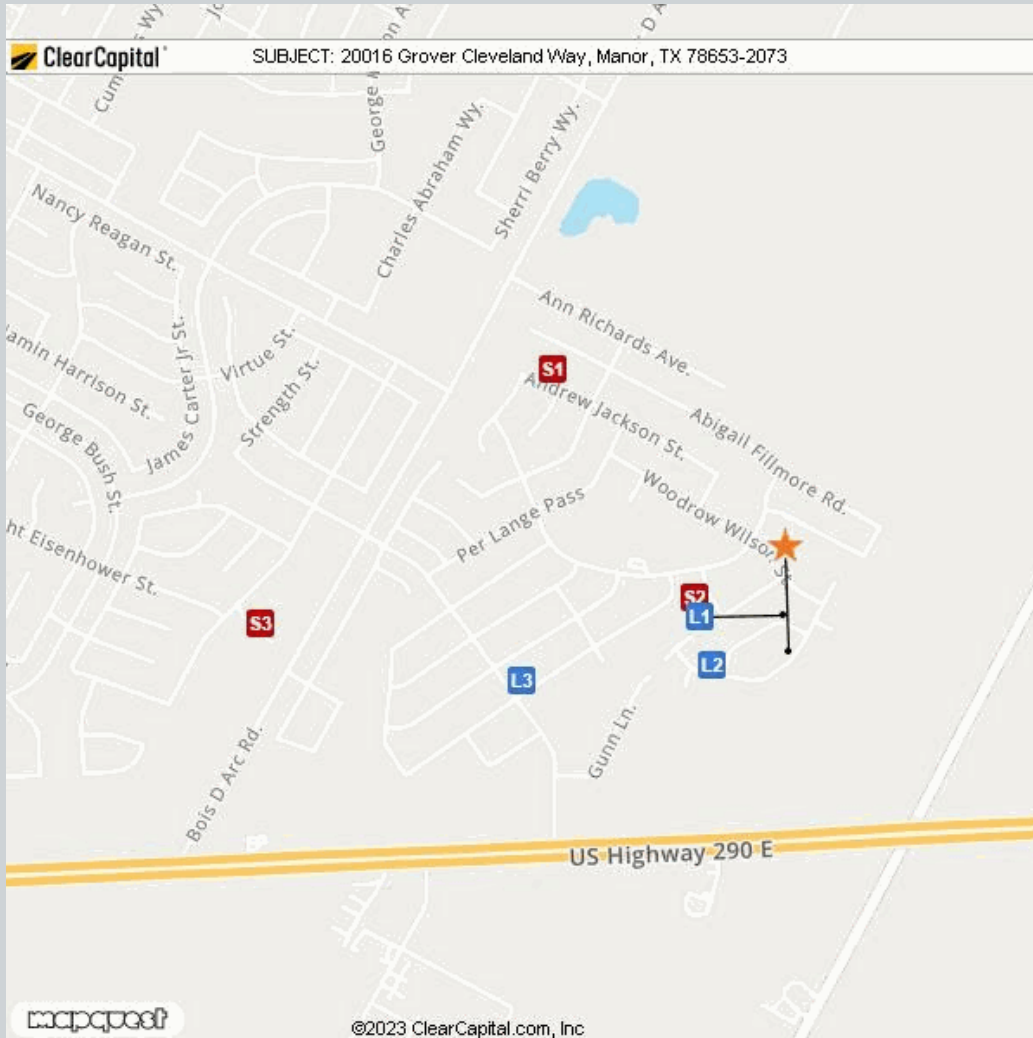 ClearCapital
SUBJECT: 20016 Grover Cleveland Way, Manor, TX 78653-2073
Charles Abraham Wy.
Sherri Berry Wy.
Nancy Reagan St.
Ann Richards Ave.
James Carter Jr St.
Virtue St.
Strength St.
S1
Andrew Jackson St.
Abigail Fillmore Rd.
George Bush St.
Woodrow Wilson St.
Per Lange Pass
S2
L1
S3
L2
L3
Gunn Ln.
Bois D Arc Rd.
US Highway 290 E
mapquest
©2023 ClearCapital.com, Inc